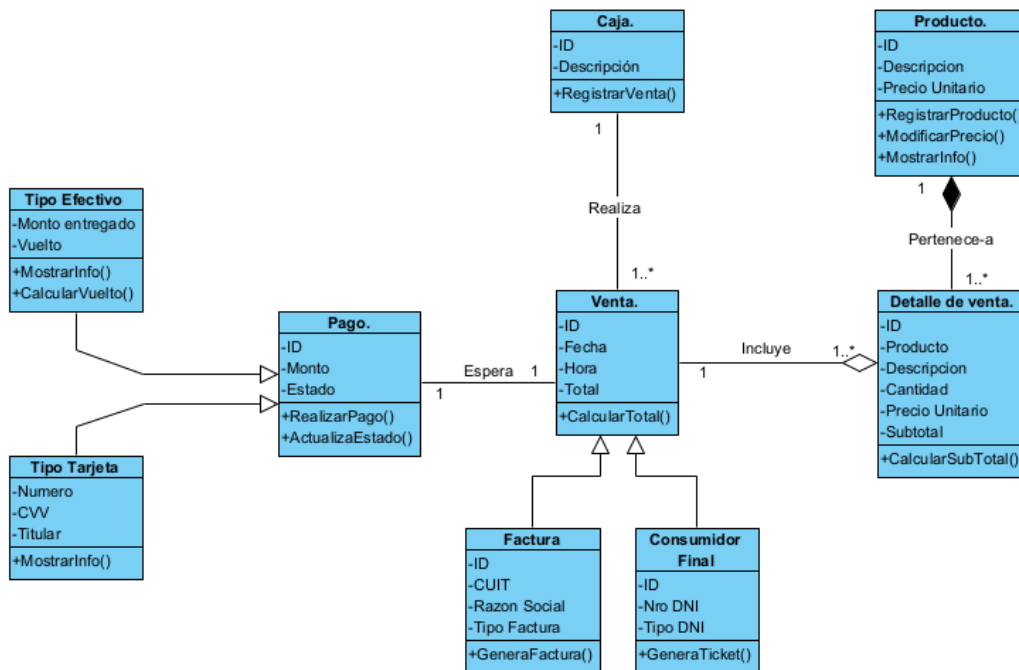 Caja.
-ID
-Descripción
+RegistrarVenta()
1
Realiza
1..*
Producto.
-ID
-Descripcion
-Precio Unitario
+RegistrarProducto(
+ModificarPrecio()
+MostrarInfo()
1
Pertenece-a
1..*
Tipo Efectivo
-Monto entregado
-Vuelto
+MostrarInfo()
+CalcularVuelto()
Pago.
-ID
-Monto
-Estado
+RealizarPago()
+ActualizaEstado()
1
Espera
1
Venta.
-ID
-Fecha
-Hora
-Total
+CalcularTotal()
1
Incluye
1..*
Detalle de venta.
-ID
-Producto
-Descripcion
-Cantidad
-Precio Unitario
-Subtotal
+CalcularSubTotal()
Tipo Tarjeta
-Numero
-CVV
-Titular
+MostrarInfo()
Factura
-ID
-CUIT
-Razon Social
-Tipo Factura
+GeneraFactura()
Consumidor
Final
-ID
-Nro DNI
-Tipo DNI
+GeneraTicket()